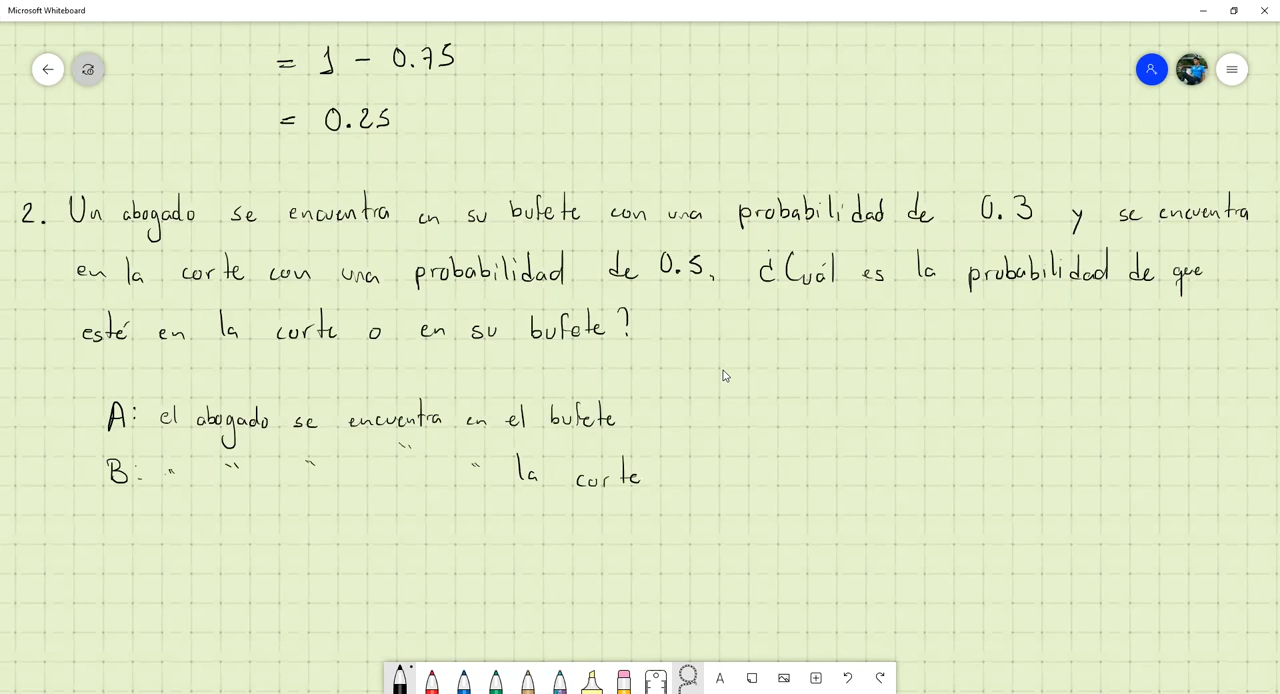 Microsoft Whiteboard
= 1 - 0.75
= 0.25
2. Un abogado se encuentra en su bufete con una probabilidad de 0.3 y se encuentra
en la corte con una probabilidad de 0.5. ¿Cuál es la probabilidad de que
esté en la corte o en su bufete?
A: el abogado se encuentra en el bufete
B: " " " " " la corte
A